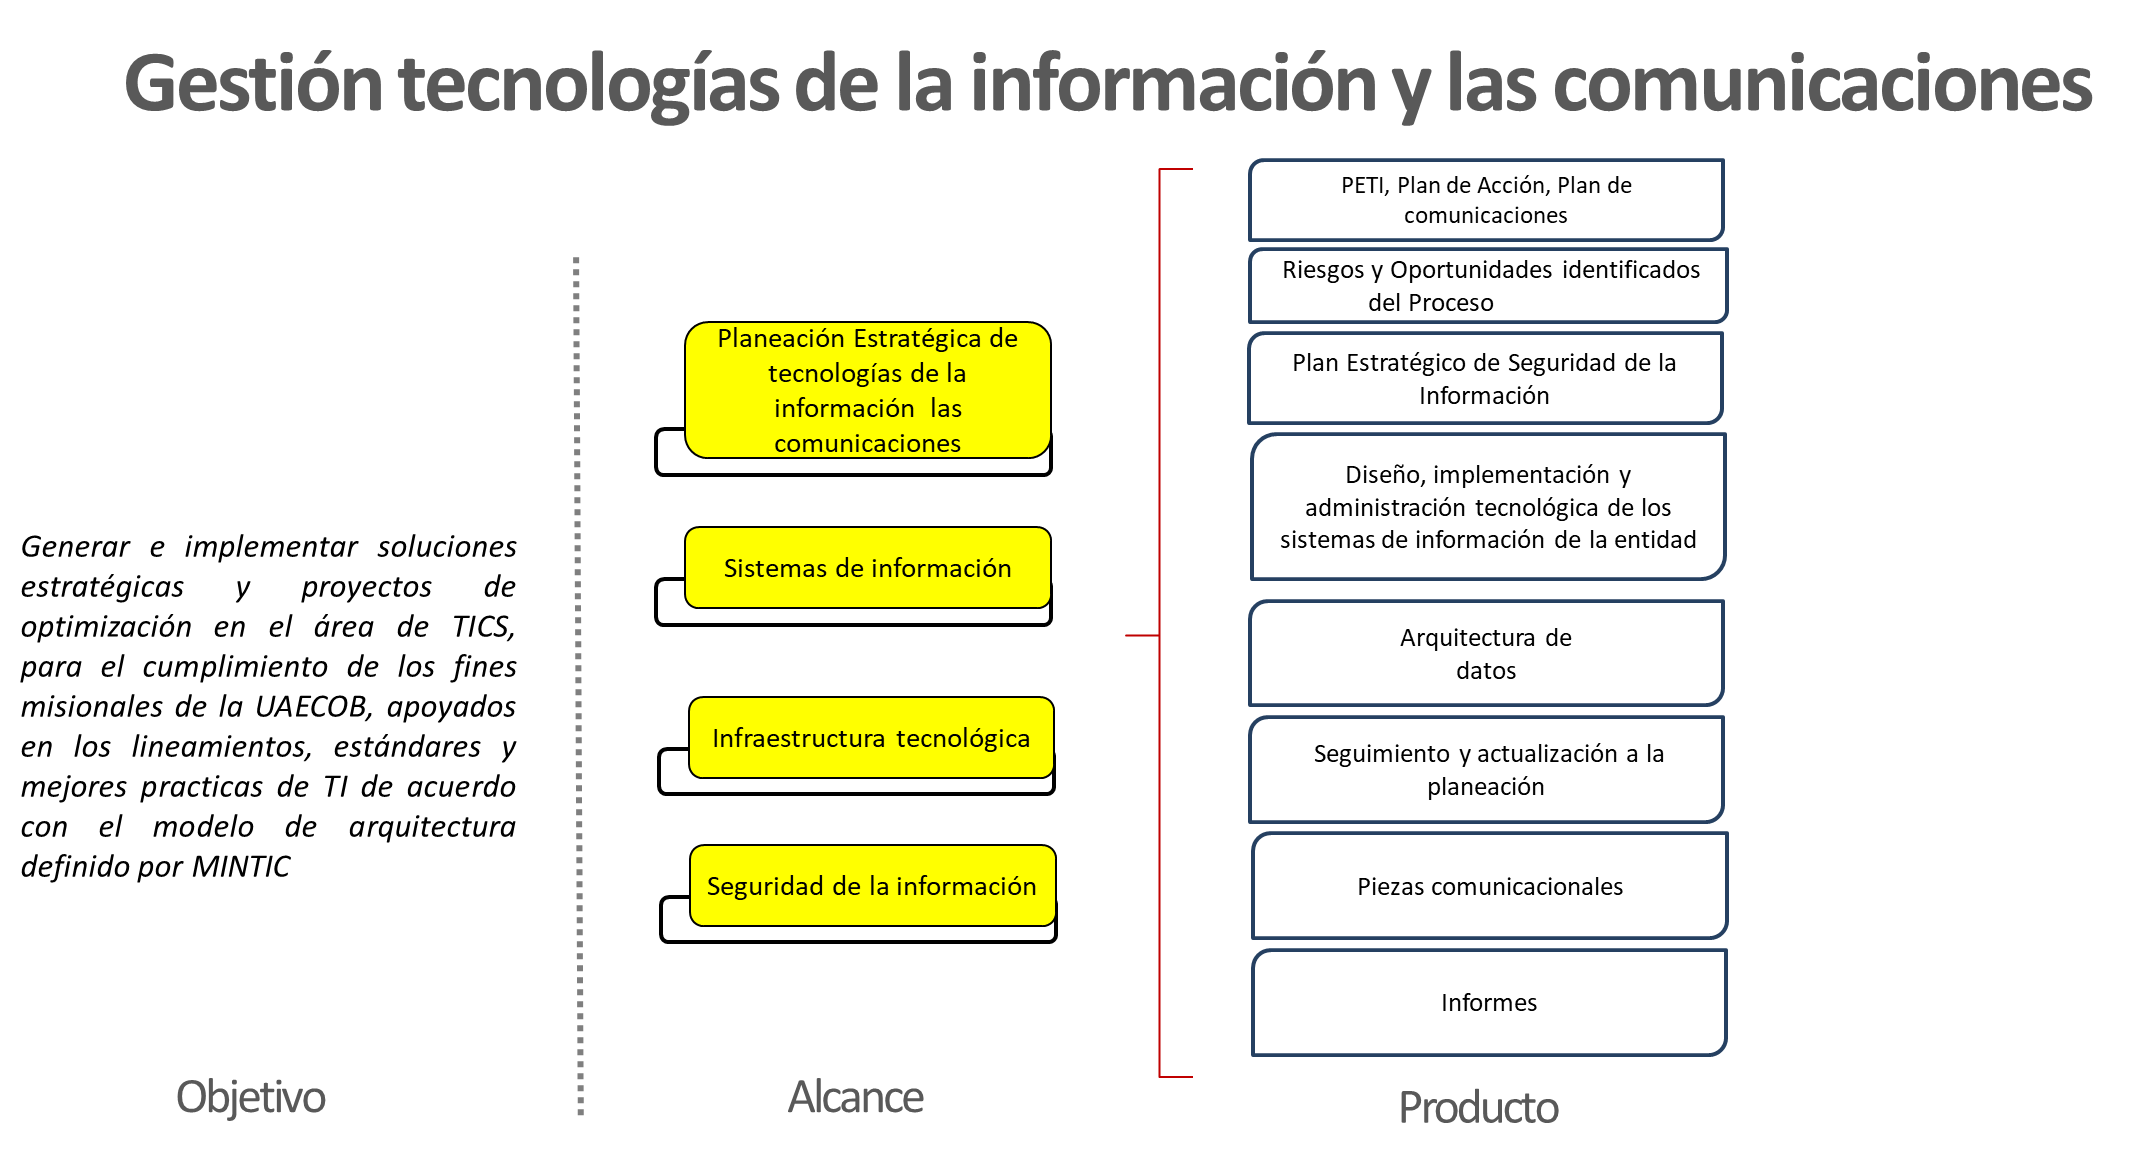 Gestión tecnologías de la información y las comunicaciones
Generar e implementar soluciones
estratégicas y proyectos de
optimización en el área de TICS,
para el cumplimiento de los fines
misionales de la UAECOB, apoyados
en los lineamientos, estándares y
mejores practicas de TI de acuerdo
con el modelo de arquitectura
definido por MINTIC
Objetivo
Planeación Estratégica de
tecnologías de la
información las
comunicaciones
Sistemas de información
Infraestructura tecnológica
Seguridad de la información
Alcance
PETI, Plan de Acción, Plan de
comunicaciones
Riesgos y Oportunidades identificados
del Proceso
Plan Estratégico de Seguridad de la
Información
Diseño, implementación y
administración tecnológica de los
sistemas de información de la entidad
Arquitectura de
datos
Seguimiento y actualización a la
planeación
Piezas comunicacionales
Informes
Producto